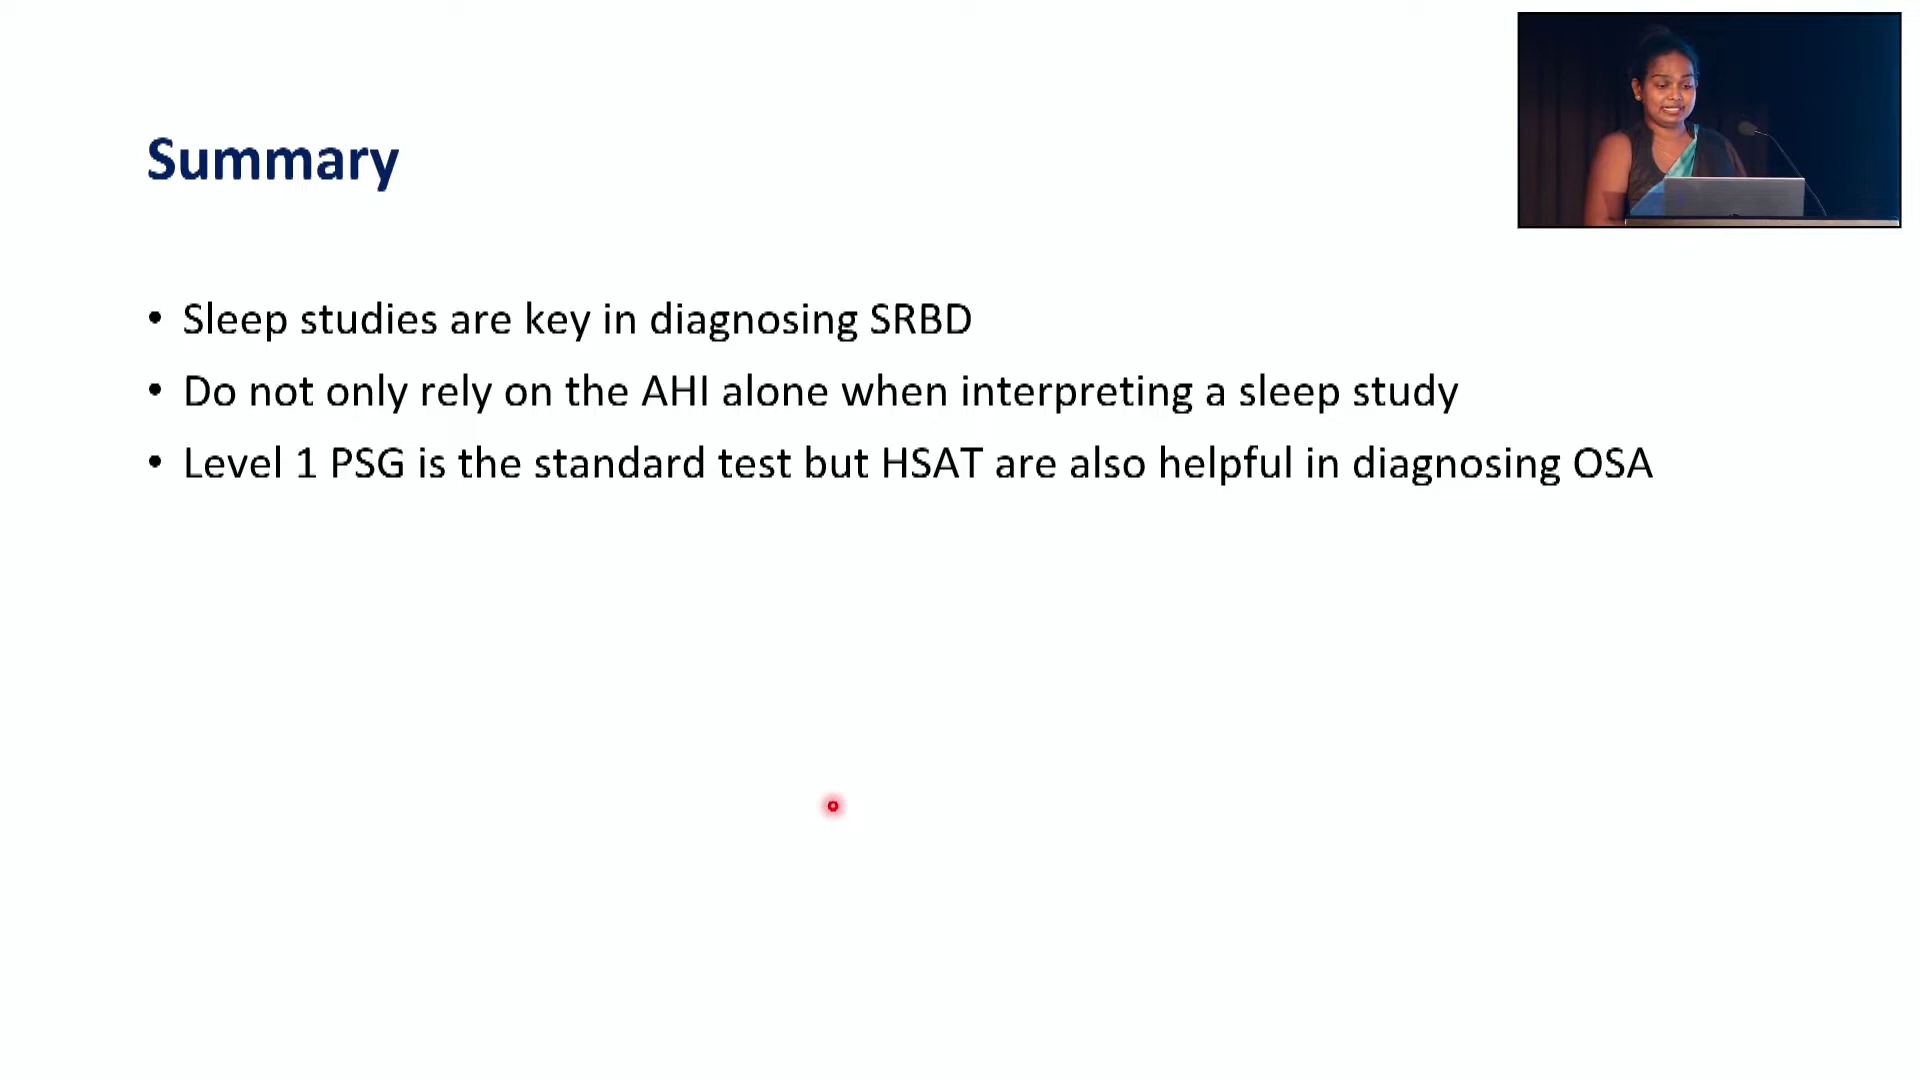 Summary
• Sleep studies are key in diagnosing SRBD
• Do not only rely on the AHI alone when interpreting a sleep study
• Level 1 PSG is the standard test but HSAT are also helpful in diagnosing OSA